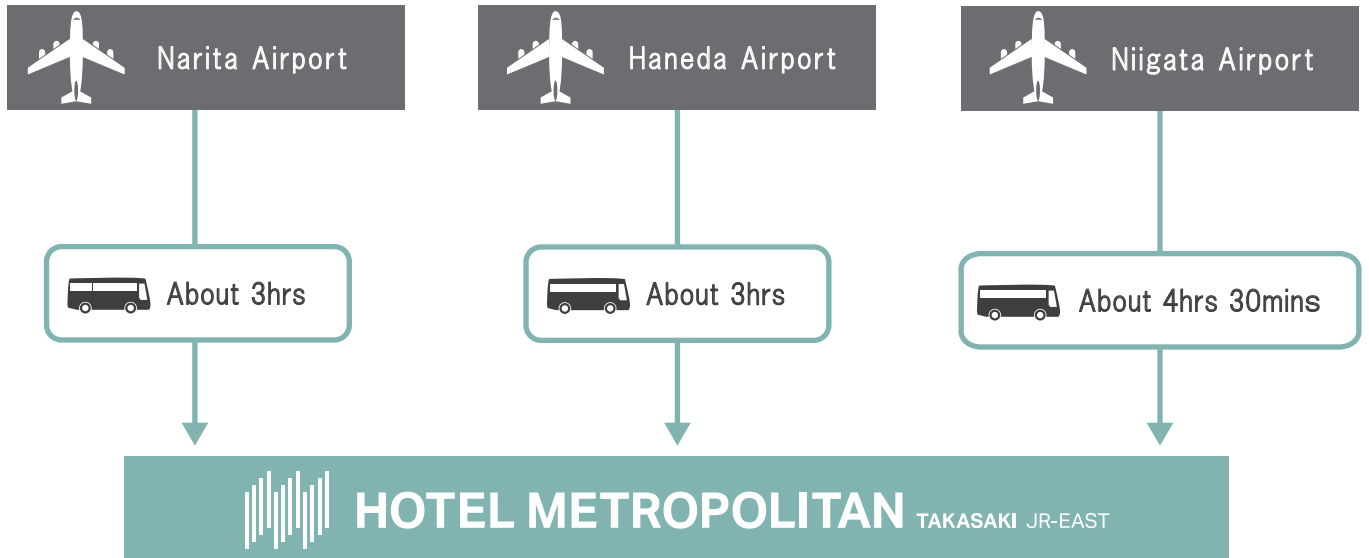 Narita Airport
Haneda Airport
Niigata Airport
About 3hrs
About 3hrs
About 4hrs 30mins
HOTEL METROPOLITAN TAKASAKI JR-EAST